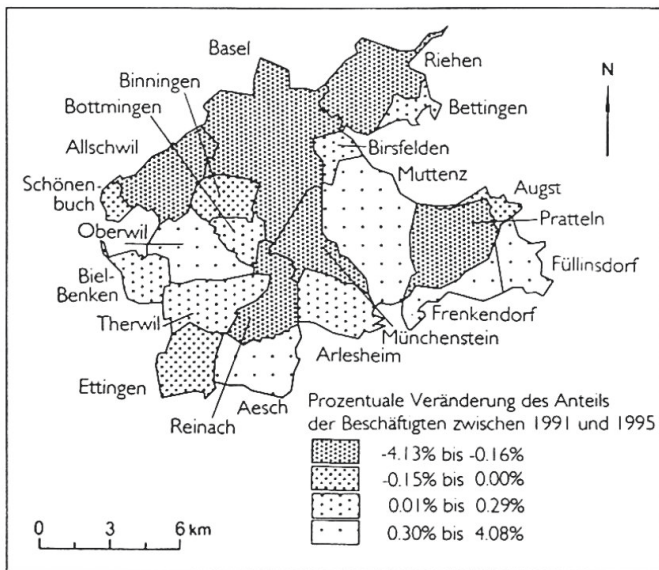 Basel
Riehen
N
Binningen
Bettingen
Bottmingen
Birsfelden
Allschwil
Muttenz
Augst
Schönen-
buch
Pratteln
Oberwil
Füllinsdorf
Biel-
Benken
Frenkendorf
Therwil
Münchenstein
Arlesheim
Ettingen
Aesch
Reinach
Prozentuale Veränderung des Anteils
der Beschäftigten zwischen 1991 und 1995
-4.13% bis -0.16%
-0.15% bis 0.00%
0.01% bis 0.29%
0.30% bis 4.08%
0 3 6 km